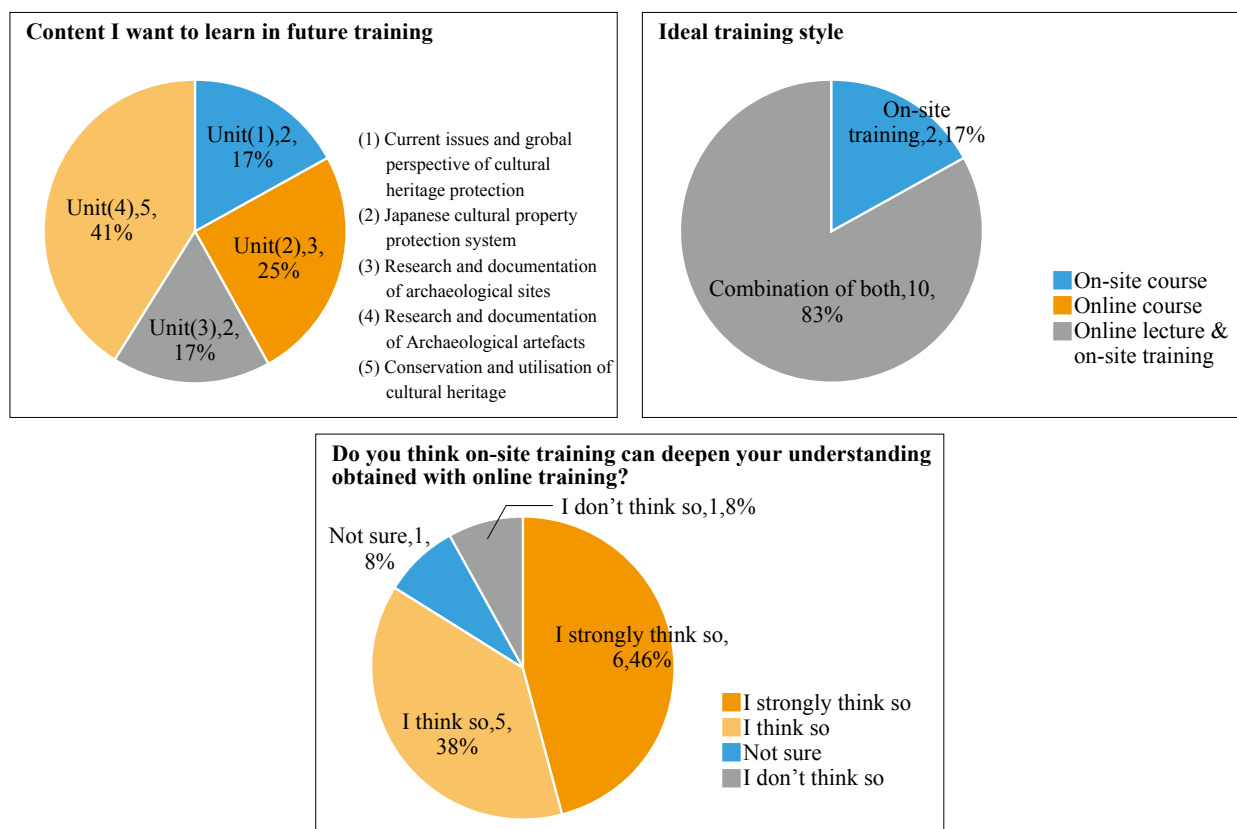 Content I want to learn in future training
Unit(1),2,
17%
Unit(2),3,
25%
Unit(3),2,
17%
Unit(4),5,
41%
(1) Current issues and grobal
perspective of cultural
heritage protection
(2) Japanese cultural property
protection system
(3) Research and documentation
of archaeological sites
(4) Research and documentation
of Archaeological artefacts
(5) Conservation and utilisation of
cultural heritage
Ideal training style
On-site
training,2,17%
Combination of both,10,
83%
On-site course
Online course
Online lecture &
on-site training
Do you think on-site training can deepen your understanding
obtained with online training?
I don't think so,1,8%
Not sure,1,
8%
I strongly think so,
6,46%
I think so,5,
38%
I strongly think so
I think so
Not sure
I don't think so